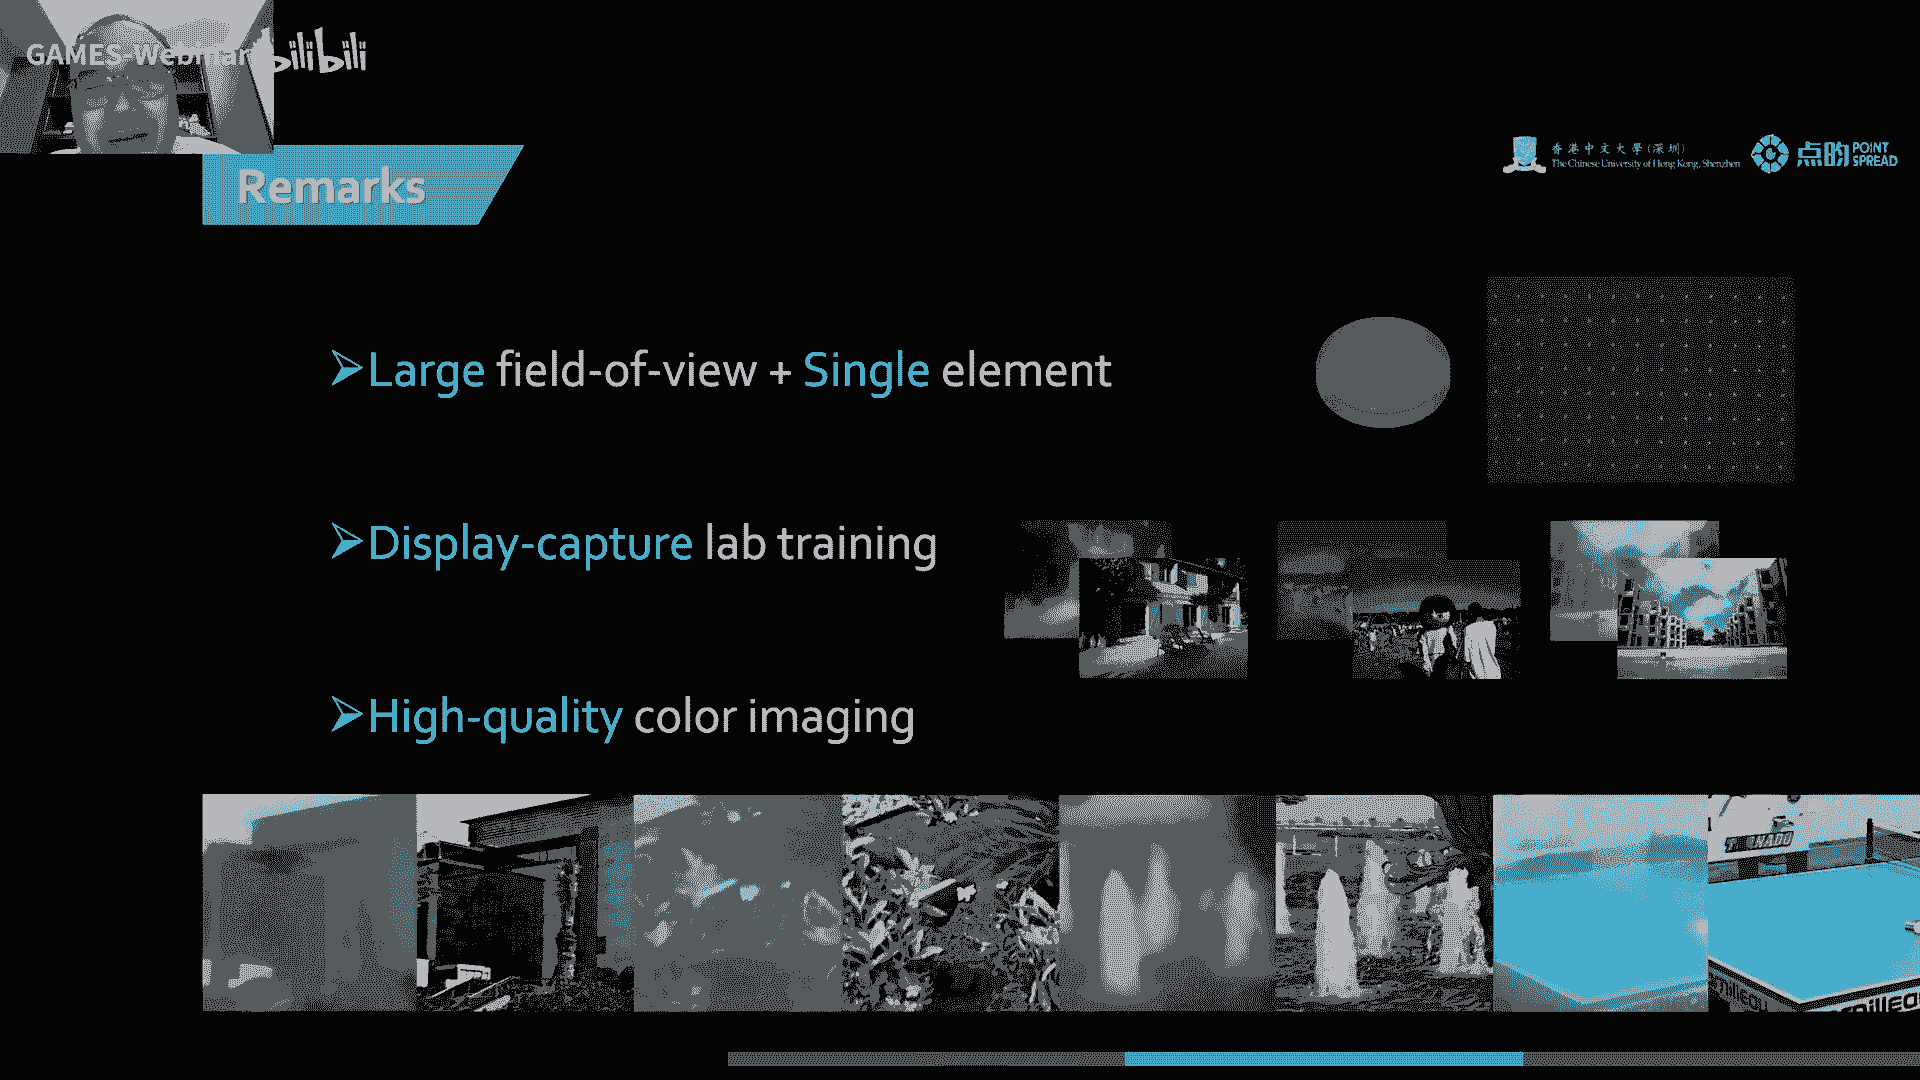 GAMES-Webinar bilibili
Remarks
香港中文大學(深圳)
The Chinese University of Hong Kong, Shenzhen
点昀 POINT SPREAD
➢Large field-of-view + Single element
➢Display-capture lab training
➢High-quality color imaging